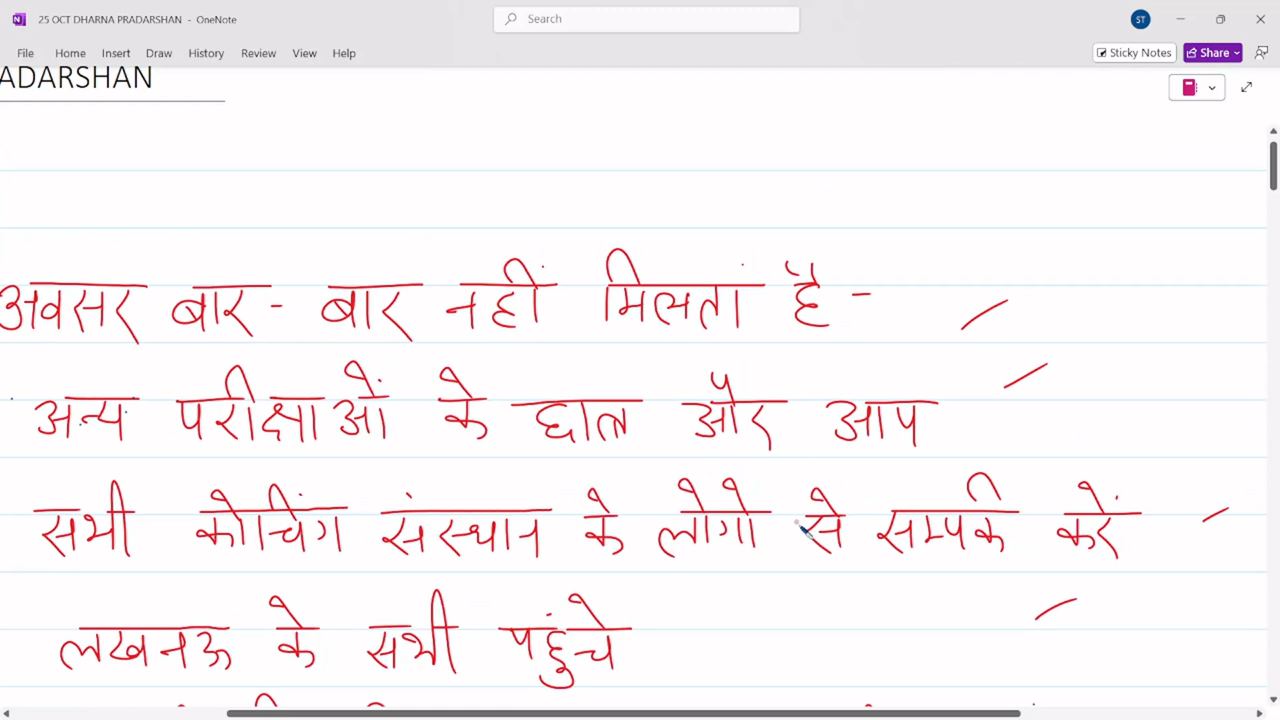 25 OCT DHARNA PRADARSHAN - OneNote
Search
ST
File Home Insert Draw History Review View Help
Sticky Notes Share
ADARSHAN
अवसर बार - बार नहीं मिलता है -
अन्य परीक्षाओं के छात्र और आप
सभी कोचिंग संस्थान के लोगो से सम्पर्क करें
लखनऊ के सभी पहुंचे